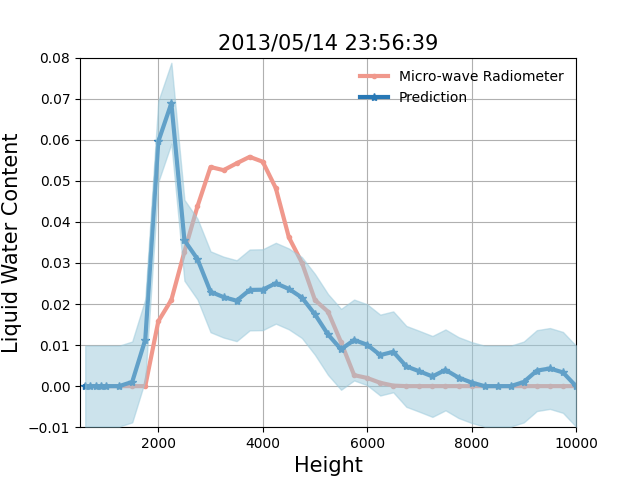 2013/05/14 23:56:39
Micro-wave Radiometer
Prediction
Liquid Water Content
0.08
0.07
0.06
0.05
0.04
0.03
0.02
0.01
0.00
−0.01
2000 4000 6000 8000 10000
Height